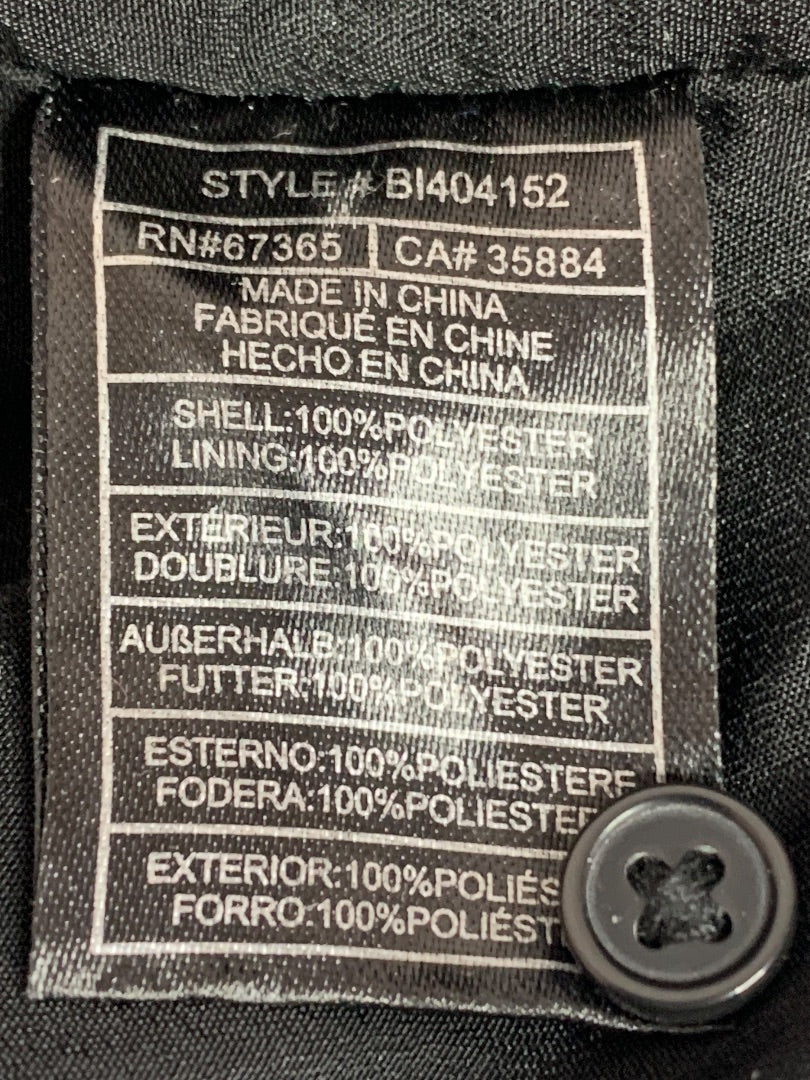 STYLE # BI404152
RN#67365 CA# 35884
MADE IN CHINA
FABRIQUÉ EN CHINE
HECHO EN CHINA
SHELL:100%POLYESTER
LINING:100%POLYESTER
EXTÉRIEUR:100%POLYESTER
DOUBLURE:100%POLYESTER
AUßERHALB:100%POLYESTER
FUTTER:100%POLYESTER
ESTERNO:100%POLIESTERE
FODERA:100%POLIESTE
EXTERIOR:100%POLIÉS
FORRO:100%POLIÉST